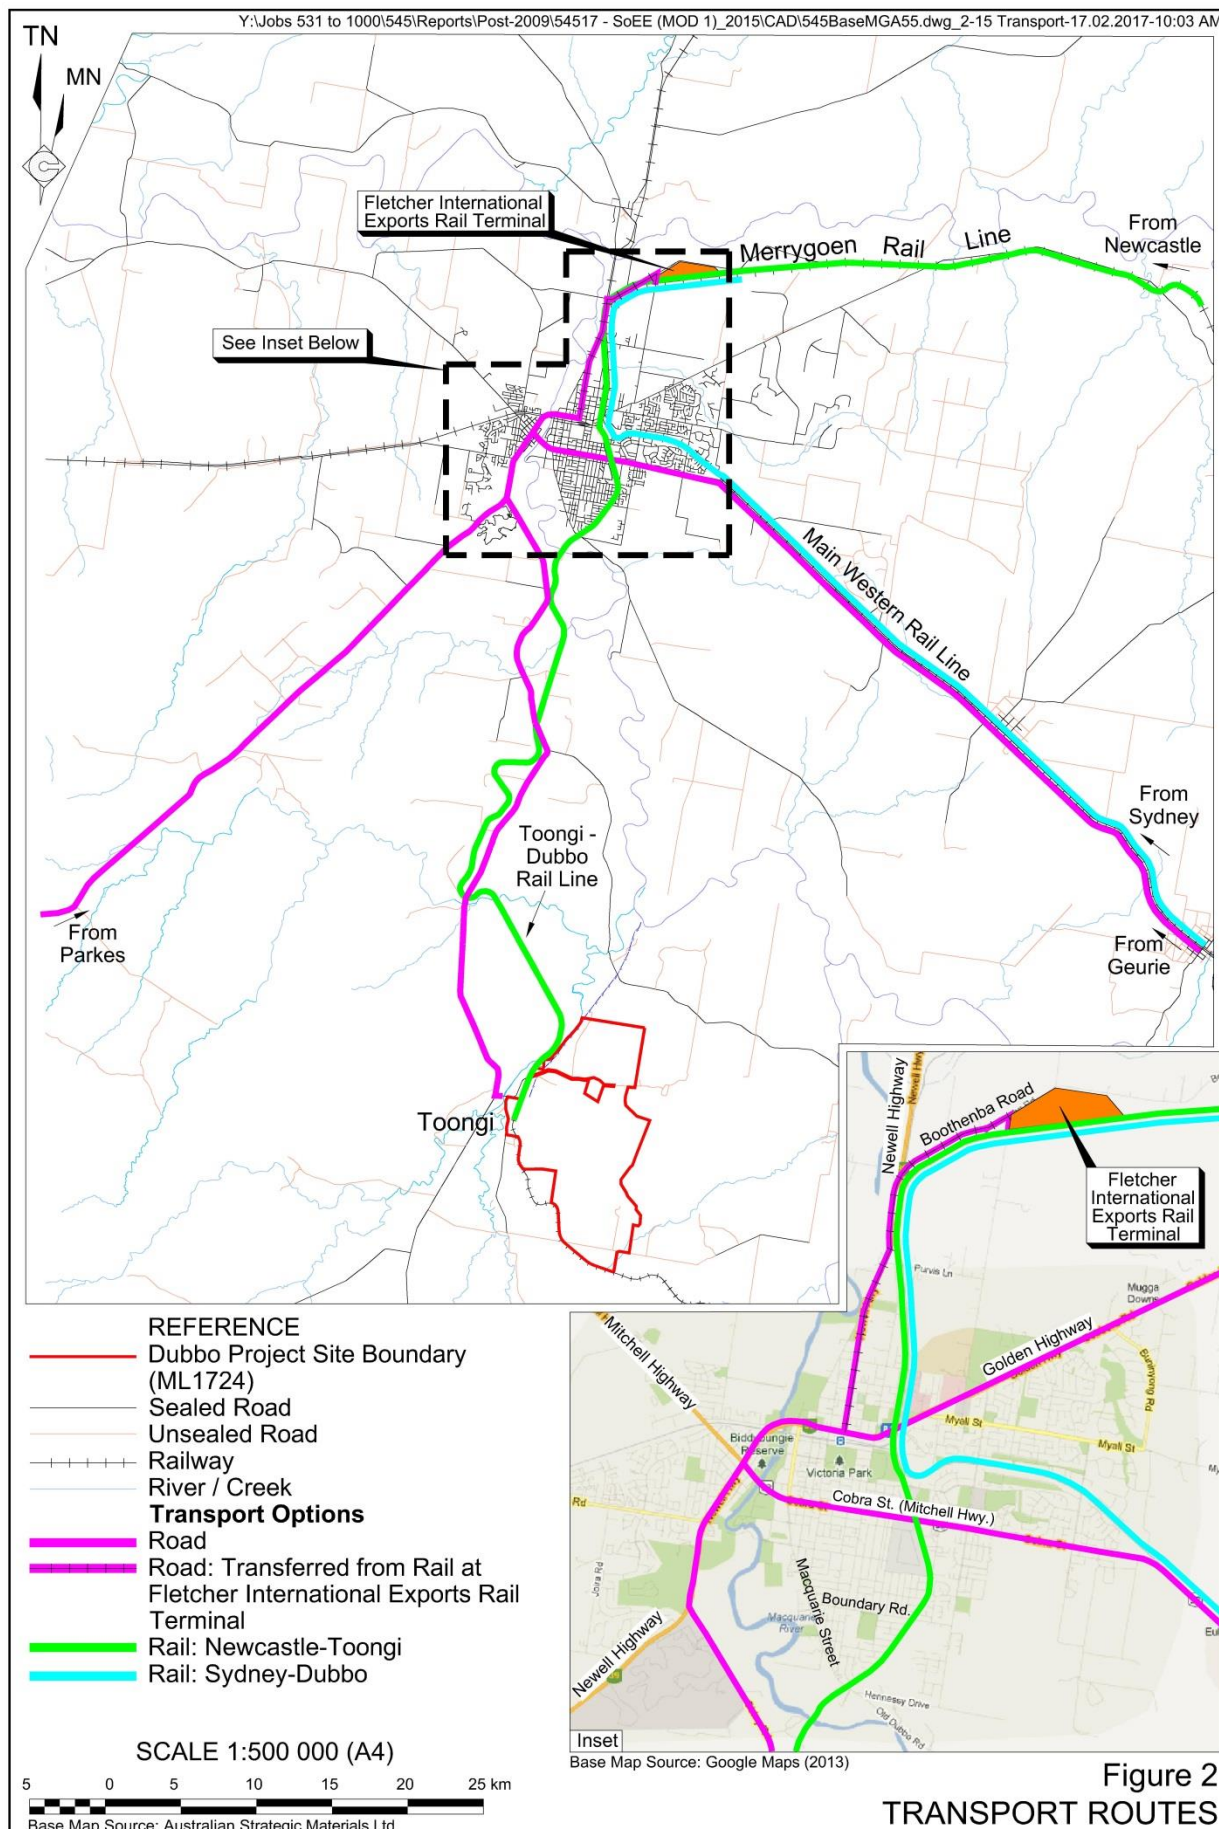 Y:\Jobs 531 to 1000\545\Reports\Post-2009\54517 - SoEE (MOD 1)_2015\CAD\545BaseMGA55.dwg_2-15 Transport-17.02.2017-10:03 AM
TN
MN
Fletcher International
Exports Rail Terminal
Merrygoen Rail Line
From
Newcastle
See Inset Below
Main Western Rail Line
From
Sydney
From
Geurie
Toongi -
Dubbo
Rail Line
From
Parkes
Toongi
REFERENCE
Dubbo Project Site Boundary
(ML1724)
Sealed Road
Unsealed Road
Railway
River / Creek
Transport Options
Road
Road: Transferred from Rail at
Fletcher International Exports Rail
Terminal
Rail: Newcastle-Toongi
Rail: Sydney-Dubbo
SCALE 1:500 000 (A4)
5 0 5 10 15 20 25 km
Base Map Source: Australian Strategic Materials Ltd
Newell Highway
Newell Hwy
Boothenba Road
Fletcher
International
Exports Rail
Terminal
Purvis Ln
Mugga
Downs
Mitchell Highway
Golden Highway
Eumimyong Rd
Myall St
Myall St
Biddybungie
Reserve
Victoria Park
Cobra St. (Mitchell Hwy.)
Rd
Joira Rd
Macquarie Street
Boundary Rd.
Macquarie
River
Newell Highway
Hennessy Drive
Old Dubbo Rd
Inset
Base Map Source: Google Maps (2013)
Figure 2
TRANSPORT ROUTES